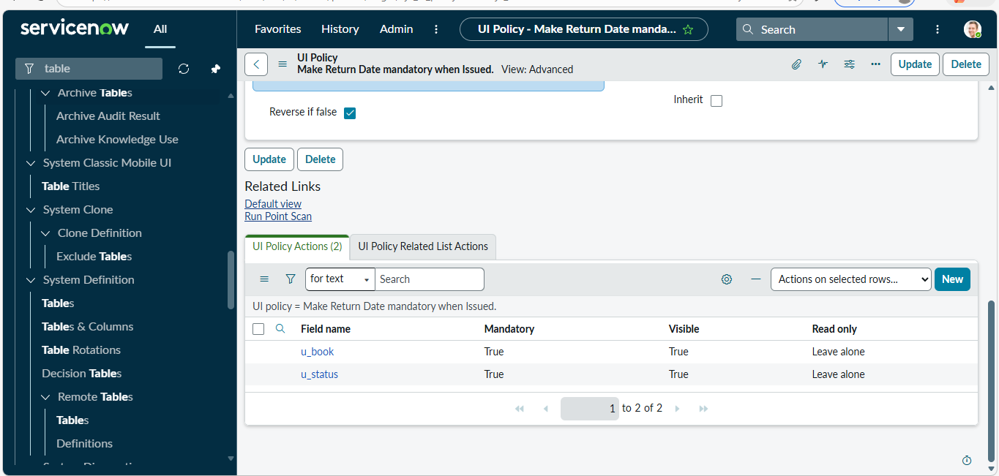 servicenow
All
Favorites
History
Admin
UI Policy - Make Return Date manda...
Search
table
Archive Tables
Archive Audit Result
Archive Knowledge Use
System Classic Mobile UI
Table Titles
System Clone
Clone Definition
Exclude Tables
System Definition
Tables
Tables & Columns
Table Rotations
Decision Tables
Remote Tables
Tables
Definitions
UI Policy
Make Return Date mandatory when Issued. View: Advanced
Update
Delete
Reverse if false
Inherit
Update
Delete
Related Links
Default view
Run Point Scan
UI Policy Actions (2)
UI Policy Related List Actions
for text
Search
Actions on selected rows...
New
UI policy = Make Return Date mandatory when Issued.
Field name Mandatory Visible Read only
u_book True True Leave alone
u_status True True Leave alone
1 to 2 of 2